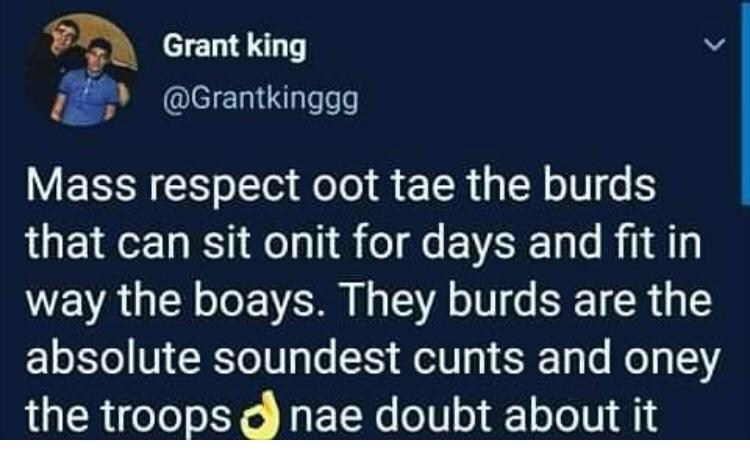 Grant king
@Grantkinggg
Mass respect oot tae the burds
that can sit onit for days and fit in
way the boays. They burds are the
absolute soundest cunts and oney
the troops👌nae doubt about it